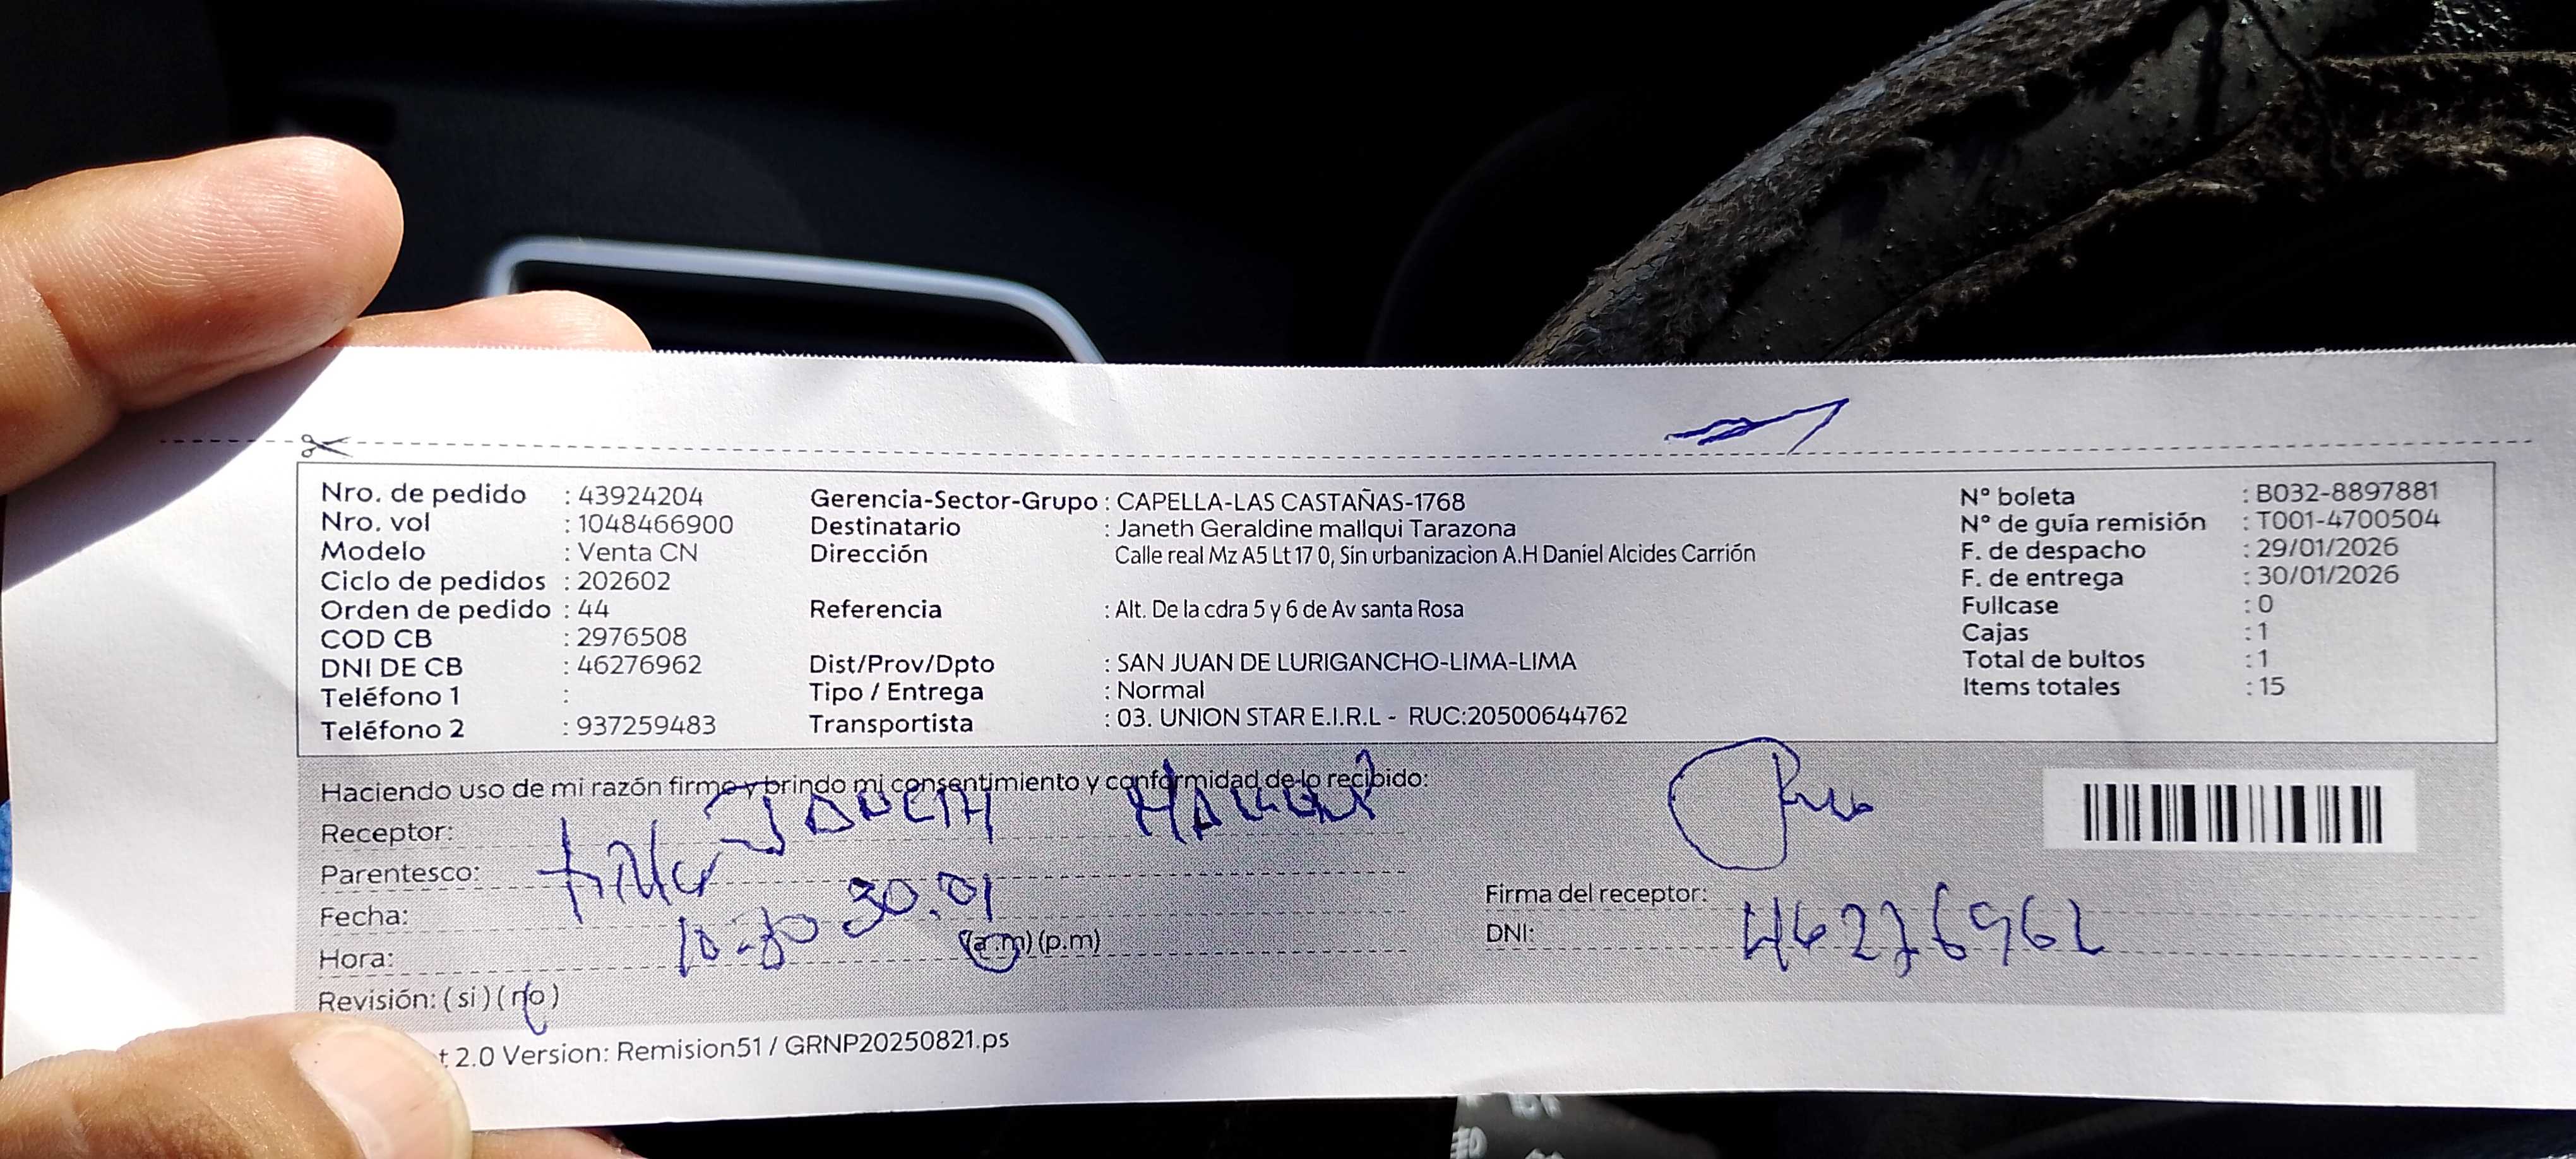 Nro. de pedido : 43924204
Nro. vol : 1048466900
Modelo : Venta CN
Ciclo de pedidos : 202602
Orden de pedido : 44
COD CB : 2976508
DNI DE CB : 46276962
Teléfono 1 :
Teléfono 2 : 937259483
Gerencia-Sector-Grupo : CAPELLA-LAS CASTAÑAS-1768
Destinatario : Janeth Geraldine mallqui Tarazona
Dirección Calle real Mz A5 Lt 17 0, Sin urbanizacion A.H Daniel Alcides Carrión
Referencia : Alt. De la cdra 5 y 6 de Av santa Rosa
Dist/Prov/Dpto : SAN JUAN DE LURIGANCHO-LIMA-LIMA
Tipo / Entrega : Normal
Transportista : 03. UNION STAR E.I.R.L - RUC:20500644762
N° boleta : B032-8897881
N° de guía remisión : T001-4700504
F. de despacho : 29/01/2026
F. de entrega : 30/01/2026
Fullcase : 0
Cajas : 1
Total de bultos : 1
Items totales : 15
Haciendo uso de mi razón firmo y brindo mi consentimiento y conformidad de lo recibido:
Receptor: JANETH MALLQUI
Parentesco:
Fecha: 30.01
Hora: (a.m) (p.m)
Revisión: (si) (no)
Firma del receptor:
DNI: 46276962
t 2.0 Version: Remision51 / GRNP20250821.ps